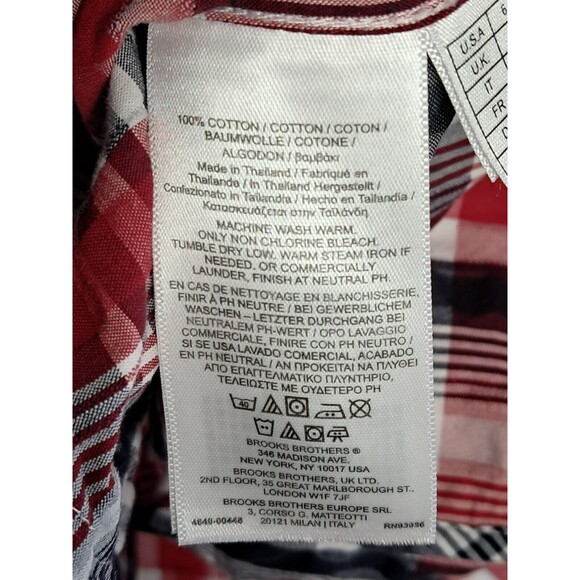 100% COTTON / COTTON / COTON /
BAUMWOLLE / COTONE /
ALGODON / βαμβάκι
Made in Thailand / Fabriqué en
Thailande / In Thailand Hergestellt /
Confezionato in Tailandia / Hecho en Tailandia /
Κατασκευάζεται στην Ταϊλάνδη
MACHINE WASH WARM.
ONLY NON CHLORINE BLEACH.
TUMBLE DRY LOW. WARM STEAM IRON IF
NEEDED, OR COMMERCIALLY
LAUNDER, FINISH AT NEUTRAL PH.
EN CAS DE NETTOYAGE EN BLANCHISSERIE,
FINIR À PH NEUTRE / BEI GEWERBLICHEM
WASCHEN – LETZTER DURCHGANG BEI
NEUTRALEM PH-WERT / OPO LAVAGGIO
COMMERCIALE, FINIRE CON PH NEUTRO /
SI SE USA LAVADO COMERCIAL, ACABADO
EN PH NEUTRAL / ΑΝ ΠΡΟΚΕΙΤΑΙ ΝΑ ΠΛΥΘΕΙ
ΑΠΟ ΕΠΑΓΓΕΛΜΑΤΙΚΟ ΠΛΥΝΤΗΡΙΟ,
ΤΕΛΕΙΩΣΤΕ ΜΕ ΟΥΔΕΤΕΡΟ PH
40
BROOKS BROTHERS ®
346 MADISON AVE.
NEW YORK, NY 10017 USA
BROOKS BROTHERS, UK LTD.
2ND FLOOR, 35 GREAT MARLBOROUGH ST.,
LONDON W1F 7JF
BROOKS BROTHERS EUROPE SRL
3, CORSO G. MATTEOTTI
4640-00446 20121 MILAN | ITALY RN93936
U.S.A 6
U.K.
IT
FR